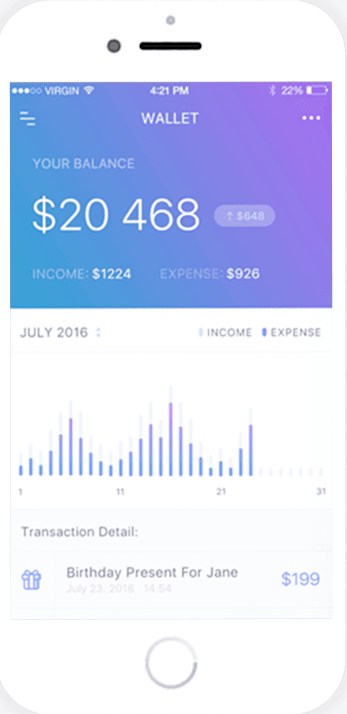 VIRGIN 4:21 PM 22%
WALLET
YOUR BALANCE
$20 468 ↑ $648
INCOME: $1224 EXPENSE: $926
JULY 2016 INCOME EXPENSE
1 11 21 31
Transaction Detail:
Birthday Present For Jane
$199
July 23, 2016 14:54